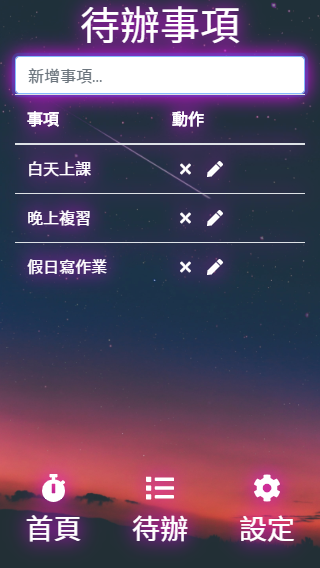 待辦事項
新增事項...
事項 動作
白天上課
晚上複習
假日寫作業
首頁 待辦 設定